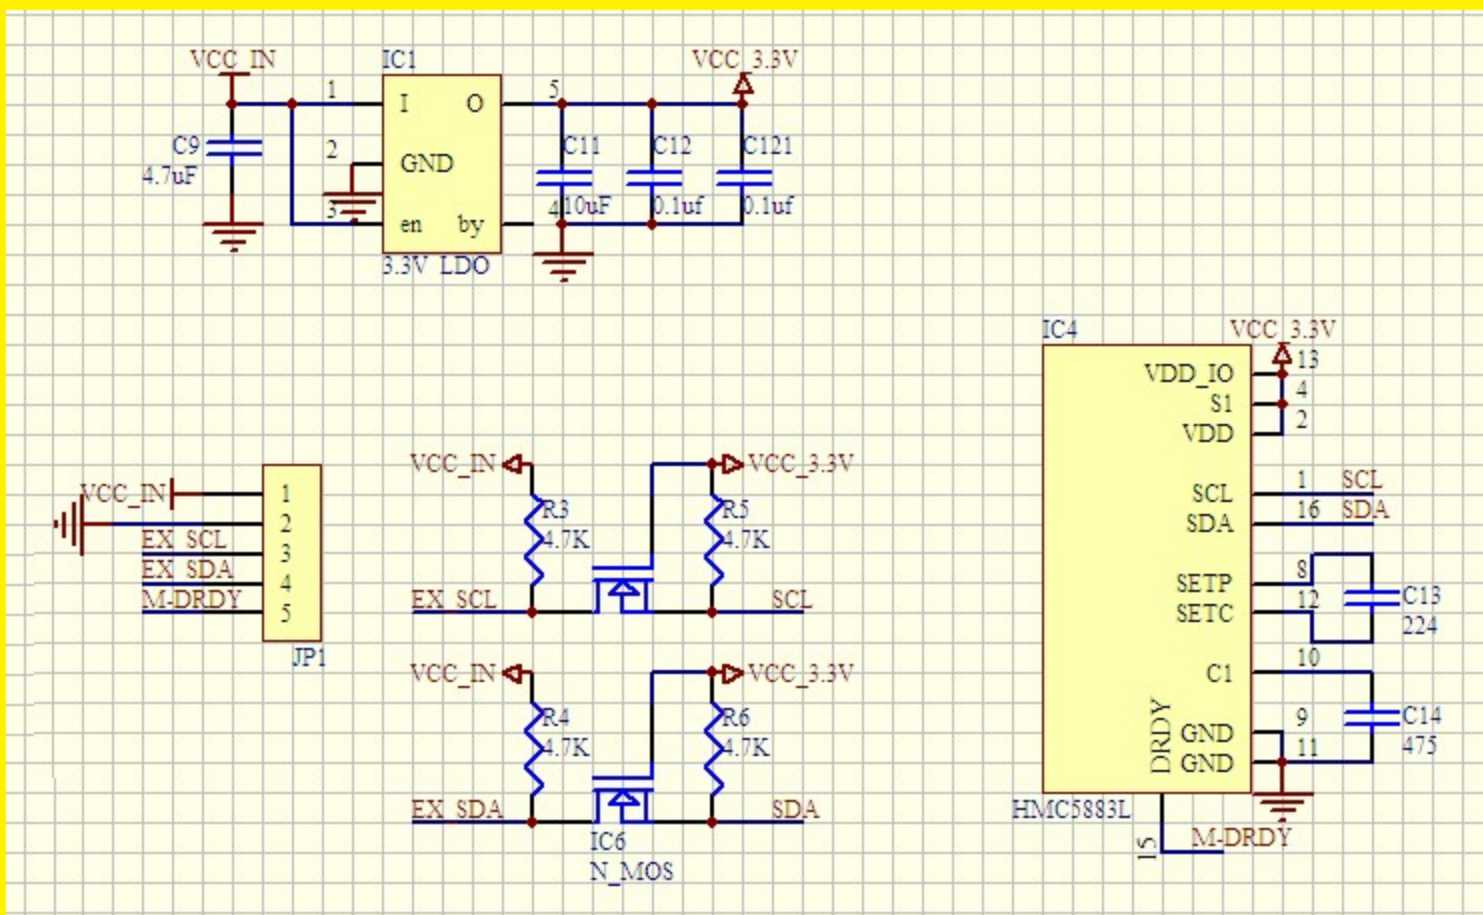 VCC_IN
IC1
VCC_3.3V
1
I
O
5
C9
4.7uF
2
GND
C11
10uF
C12
0.1uf
C121
0.1uf
3
en
by
4
3.3V LDO
VCC_IN
1
2
EX_SCL
3
EX_SDA
4
M-DRDY
5
JP1
VCC_IN
VCC_3.3V
R3
4.7K
R5
4.7K
EX_SCL
SCL
VCC_IN
VCC_3.3V
R4
4.7K
R6
4.7K
EX_SDA
SDA
IC6
N_MOS
IC4
VCC_3.3V
VDD_IO
13
S1
4
VDD
2
SCL
1
SCL
SDA
16
SDA
SETP
8
SETC
12
C13
224
C1
10
GND
9
C14
475
GND
11
DRDY
HMC5883L
15
M-DRDY